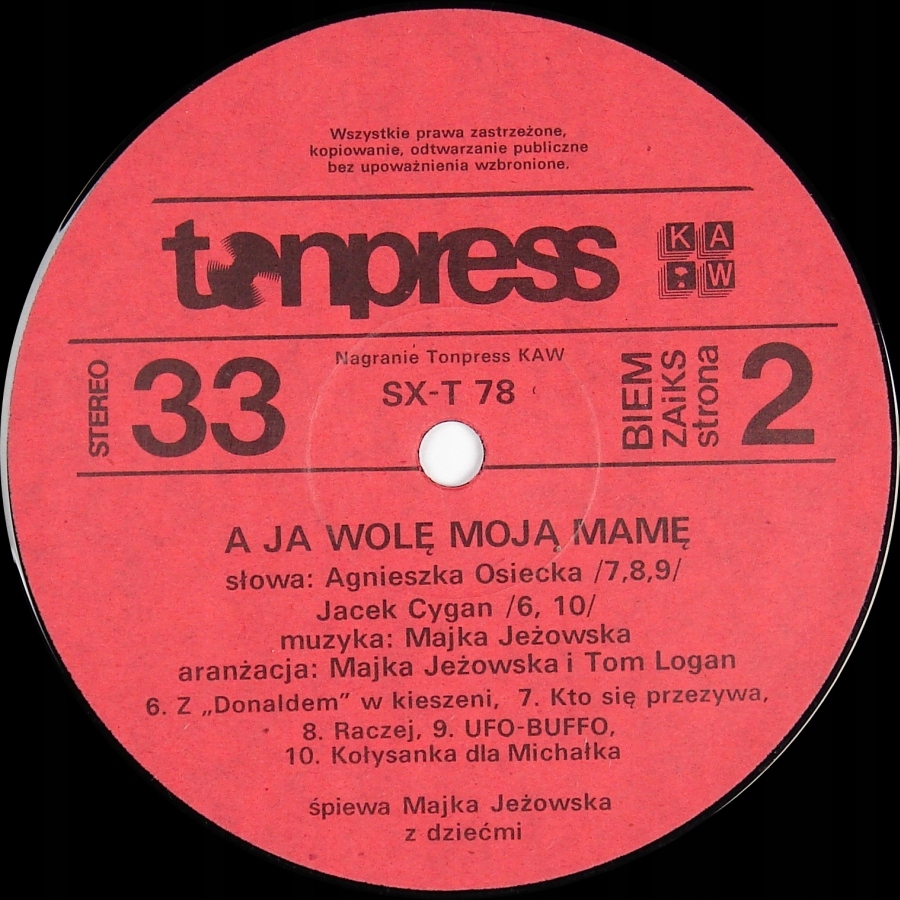 Wszystkie prawa zastrzeżone,
kopiowanie, odtwarzanie publiczne
bez upoważnienia wzbronione.
tonpress
KA
W
STEREO
33
Nagranie Tonpress KAW
SX-T 78
BIEM
ZAiKS
strona
2
A JA WOLĘ MOJĄ MAMĘ
słowa: Agnieszka Osiecka /7,8,9/
Jacek Cygan /6, 10/
muzyka: Majka Jeżowska
aranżacja: Majka Jeżowska i Tom Logan
6. Z „Donaldem” w kieszeni, 7. Kto się przezywa,
8. Raczej, 9. UFO-BUFFO,
10. Kołysanka dla Michałka
śpiewa Majka Jeżowska
z dziećmi